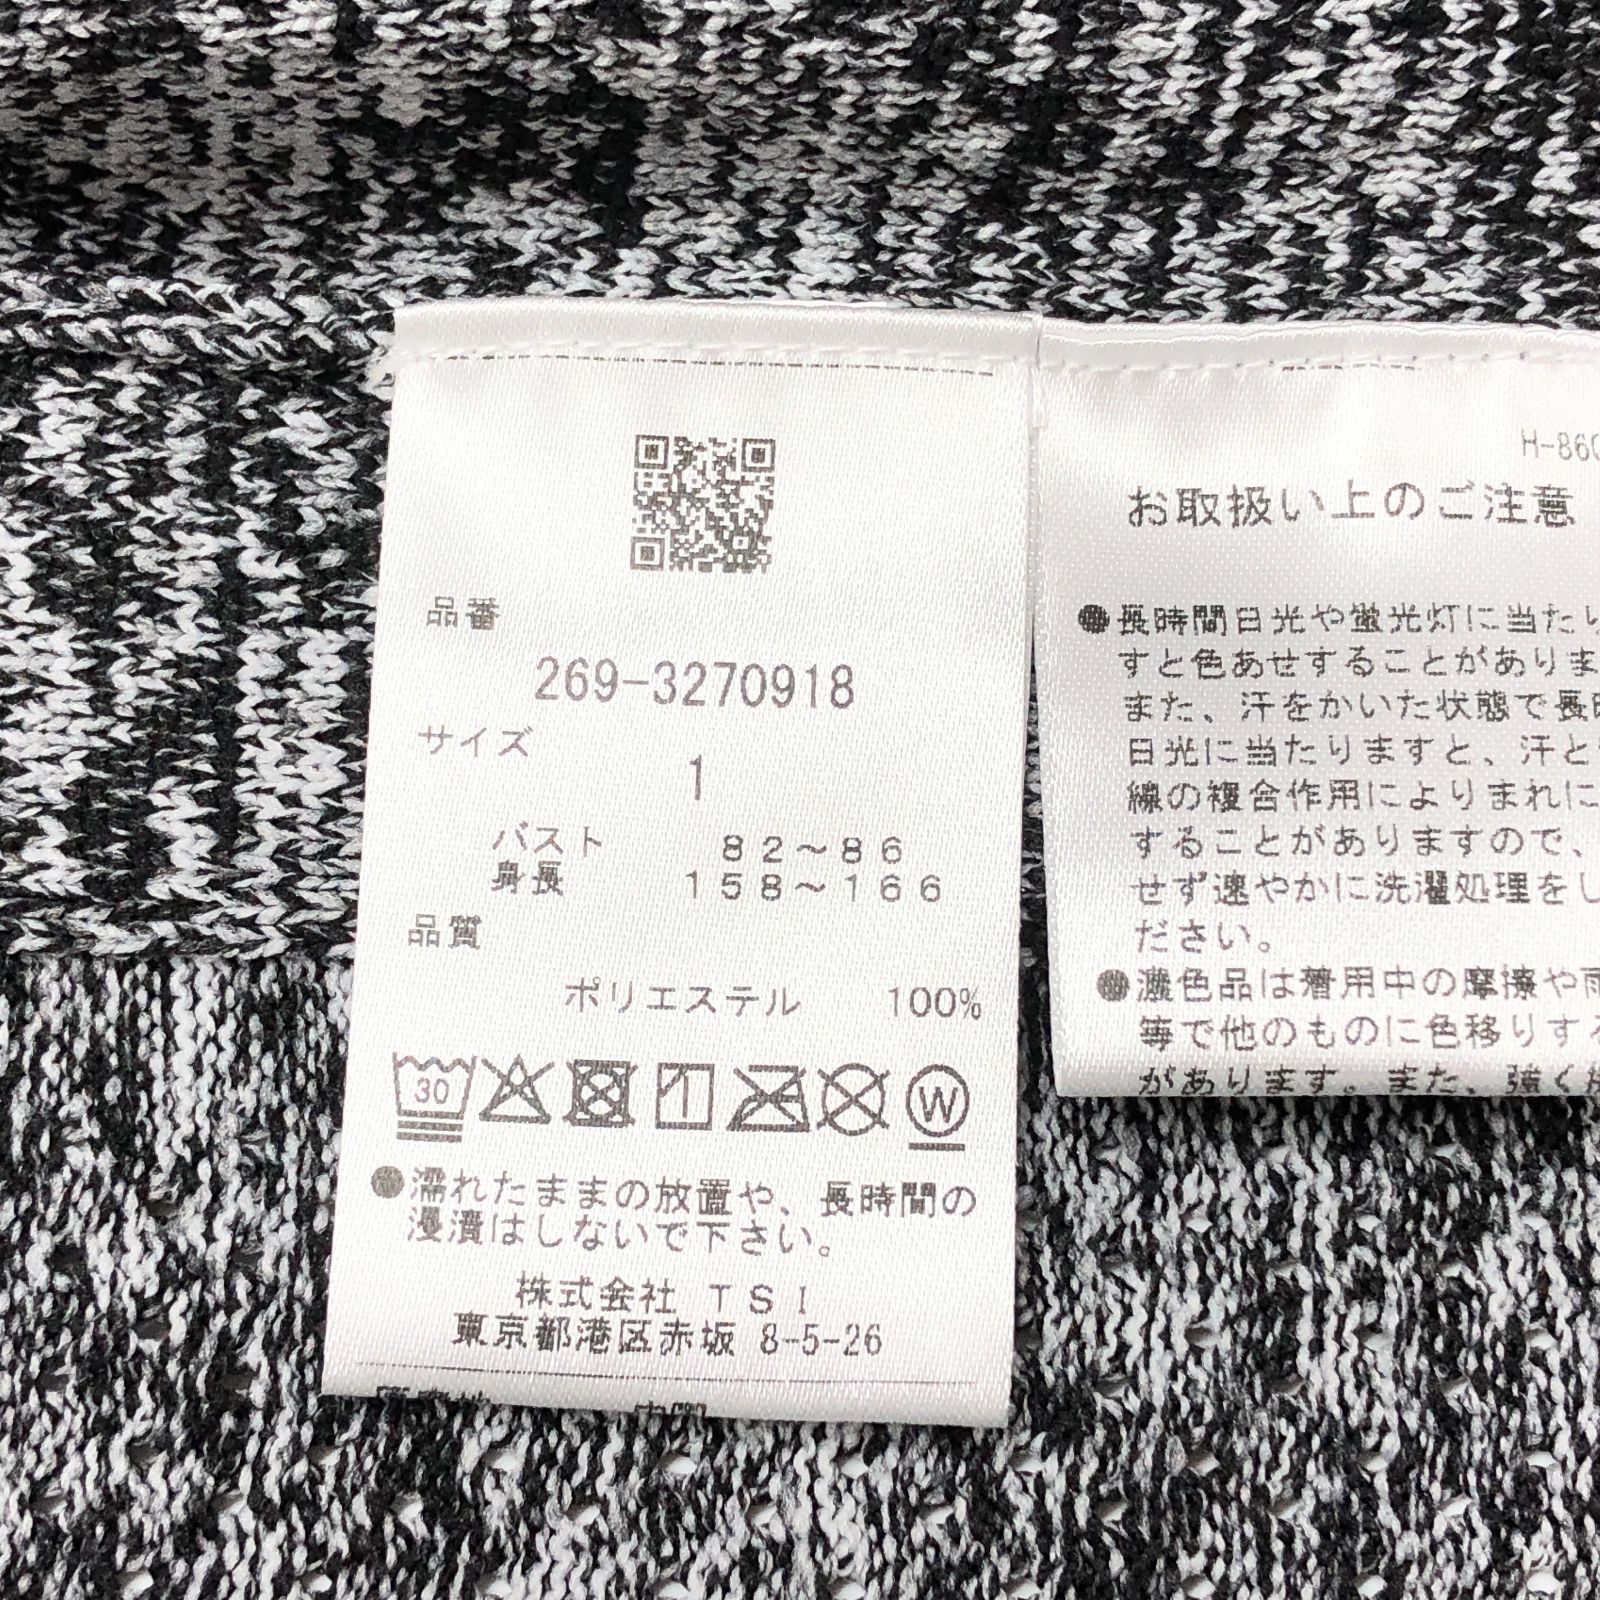 品番
269-3270918
サイズ
1
バスト 82～86
身長 158～166
品質
ポリエステル 100%
30
W
●濡れたままの放置や、長時間の
浸漬はしないで下さい。
株式会社 TSI
東京都港区赤坂 8-5-26
H-860
お取扱い上のご注意
●長時間日光や蛍光灯に当たり
すと色あせすることがありま
また、汗をかいた状態で長時
日光に当たりますと、汗と
線の複合作用によりまれに
することがありますので、
せず速やかに洗濯処理をし
ださい。
●濃色品は着用中の摩擦や雨
等で他のものに色移りする
があります。また、強く